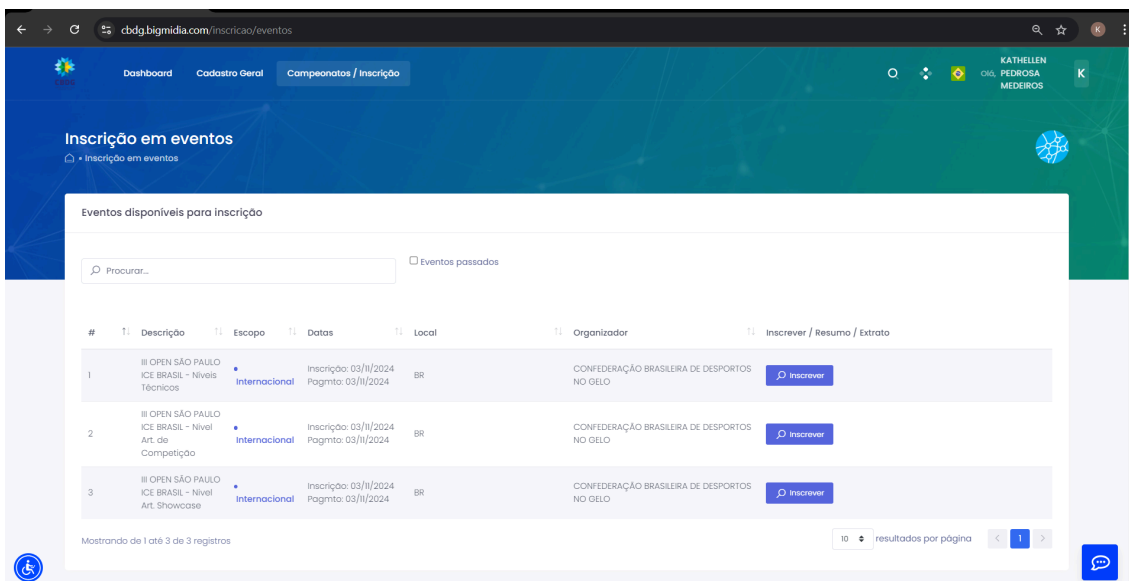 cbdg.bigmidia.com/inscricao/eventos
K
CBDG
Dashboard Cadastro Geral Campeonatos / Inscrição
Olá, KATHELLEN
PEDROSA
MEDEIROS
K
Inscrição em eventos
• Inscrição em eventos
Eventos disponíveis para inscrição
Procurar...
Eventos passados
# Descrição Escopo Datas Local Organizador Inscrever / Resumo / Extrato
1 III OPEN SÃO PAULO
ICE BRASIL - Níveis
Técnicos
• Internacional
Inscrição: 03/11/2024
Pagmto: 03/11/2024
BR
CONFEDERAÇÃO BRASILEIRA DE DESPORTOS
NO GELO
Inscrever
2 III OPEN SÃO PAULO
ICE BRASIL - Nível
Art. de
Competição
• Internacional
Inscrição: 03/11/2024
Pagmto: 03/11/2024
BR
CONFEDERAÇÃO BRASILEIRA DE DESPORTOS
NO GELO
Inscrever
3 III OPEN SÃO PAULO
ICE BRASIL - Nível
Art. Showcase
• Internacional
Inscrição: 03/11/2024
Pagmto: 03/11/2024
BR
CONFEDERAÇÃO BRASILEIRA DE DESPORTOS
NO GELO
Inscrever
Mostrando de 1 até 3 de 3 registros
10 resultados por página < 1 >